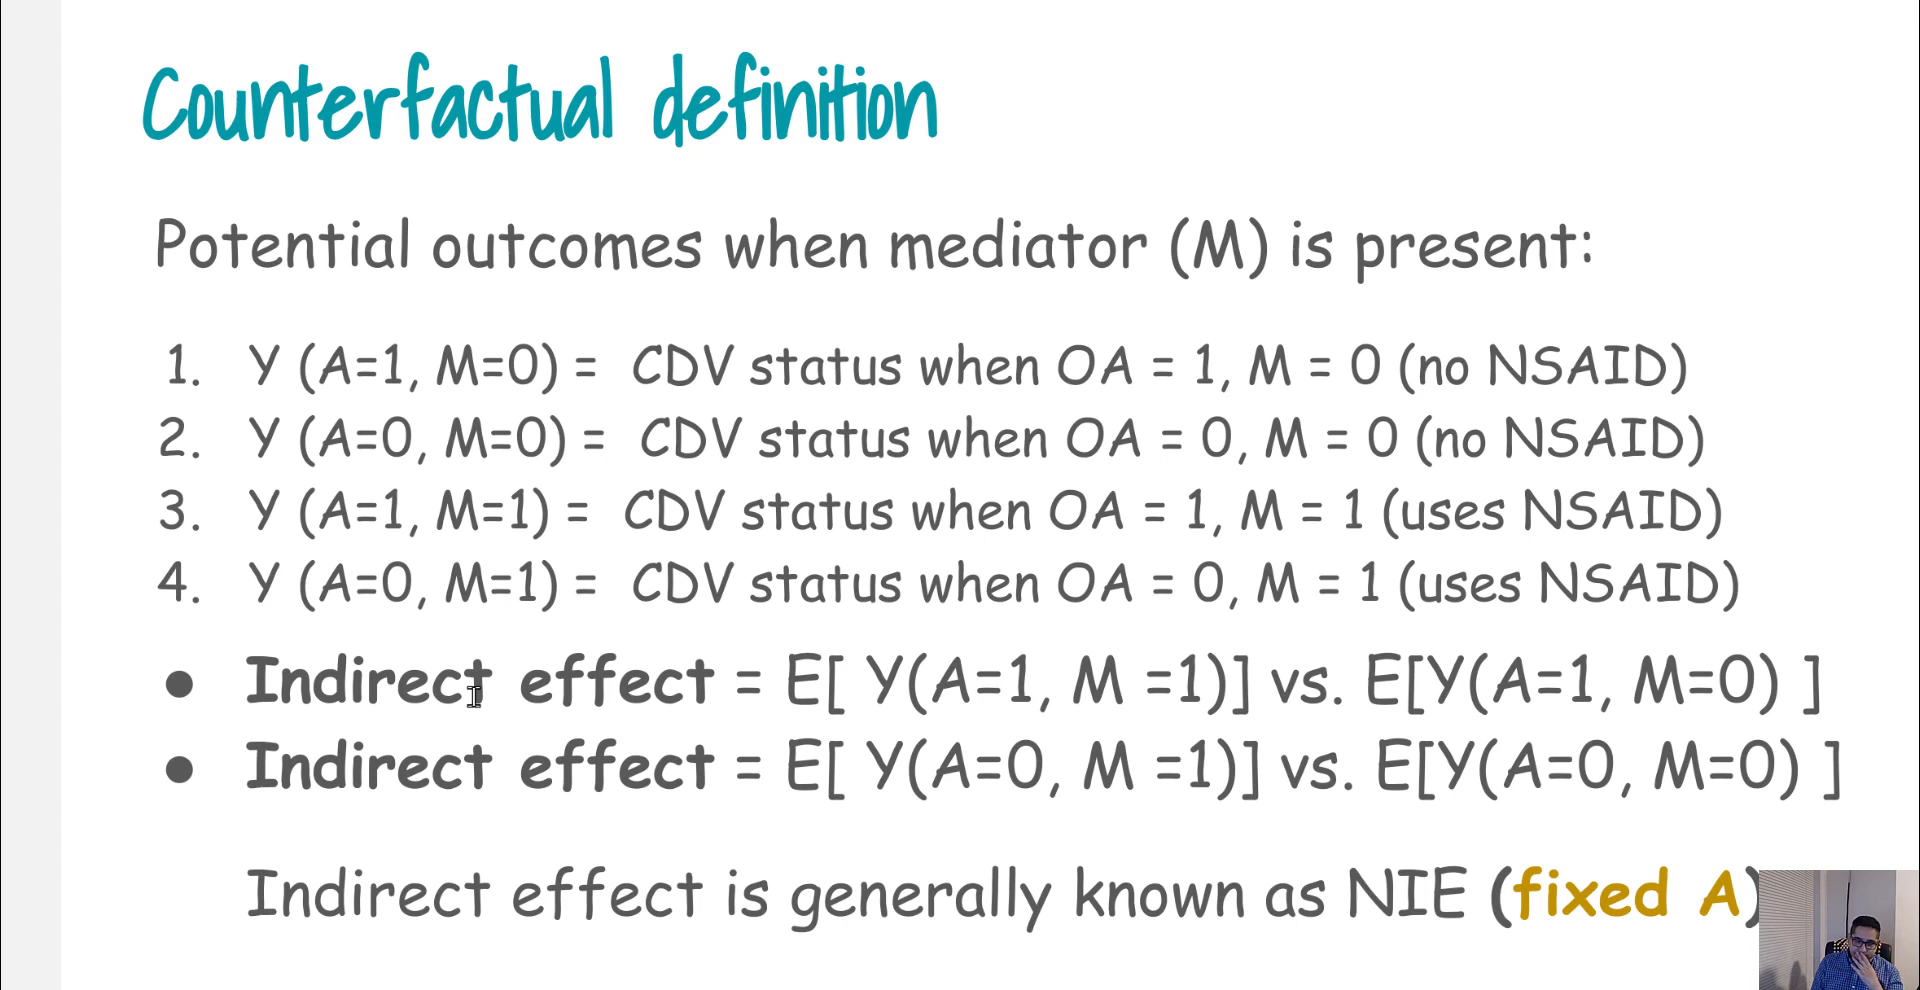 Counterfactual definition
Potential outcomes when mediator (M) is present:
1. Y (A=1, M=0) = CDV status when OA = 1, M = 0 (no NSAID)
2. Y (A=0, M=0) = CDV status when OA = 0, M = 0 (no NSAID)
3. Y (A=1, M=1) = CDV status when OA = 1, M = 1 (uses NSAID)
4. Y (A=0, M=1) = CDV status when OA = 0, M = 1 (uses NSAID)
● Indirect effect = E[ Y(A=1, M =1)] vs. E[Y(A=1, M=0) ]
● Indirect effect = E[ Y(A=0, M =1)] vs. E[Y(A=0, M=0) ]
Indirect effect is generally known as NIE (fixed A)